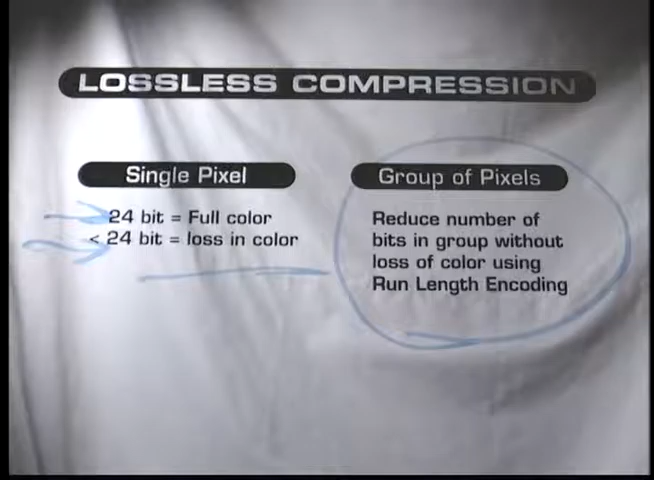 LOSSLESS COMPRESSION
Single Pixel
24 bit = Full color
< 24 bit = loss in color
Group of Pixels
Reduce number of
bits in group without
loss of color using
Run Length Encoding